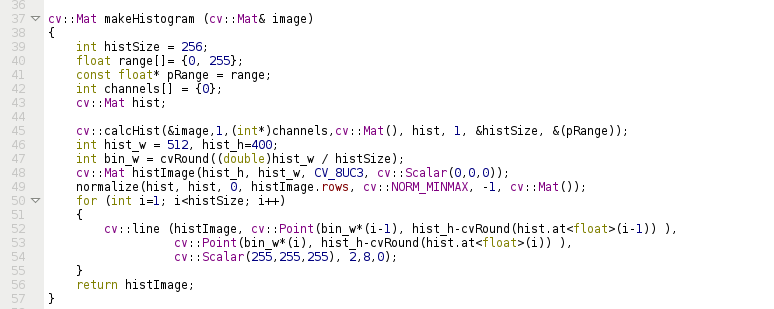 36
37 cv::Mat makeHistogram (cv::Mat& image)
38 {
39     int histSize = 256;
40     float range[]= {0, 255};
41     const float* pRange = range;
42     int channels[] = {0};
43     cv::Mat hist;
44
45     cv::calcHist(&image,1,(int*)channels,cv::Mat(), hist, 1, &histSize, &(pRange));
46     int hist_w = 512, hist_h=400;
47     int bin_w = cvRound((double)hist_w / histSize);
48     cv::Mat histImage(hist_h, hist_w, CV_8UC3, cv::Scalar(0,0,0));
49     normalize(hist, hist, 0, histImage.rows, cv::NORM_MINMAX, -1, cv::Mat());
50     for (int i=1; i<histSize; i++)
51     {
52         cv::line (histImage, cv::Point(bin_w*(i-1), hist_h-cvRound(hist.at<float>(i-1)) ),
53                   cv::Point(bin_w*(i), hist_h-cvRound(hist.at<float>(i)) ),
54                   cv::Scalar(255,255,255), 2,8,0);
55     }
56     return histImage;
57 }